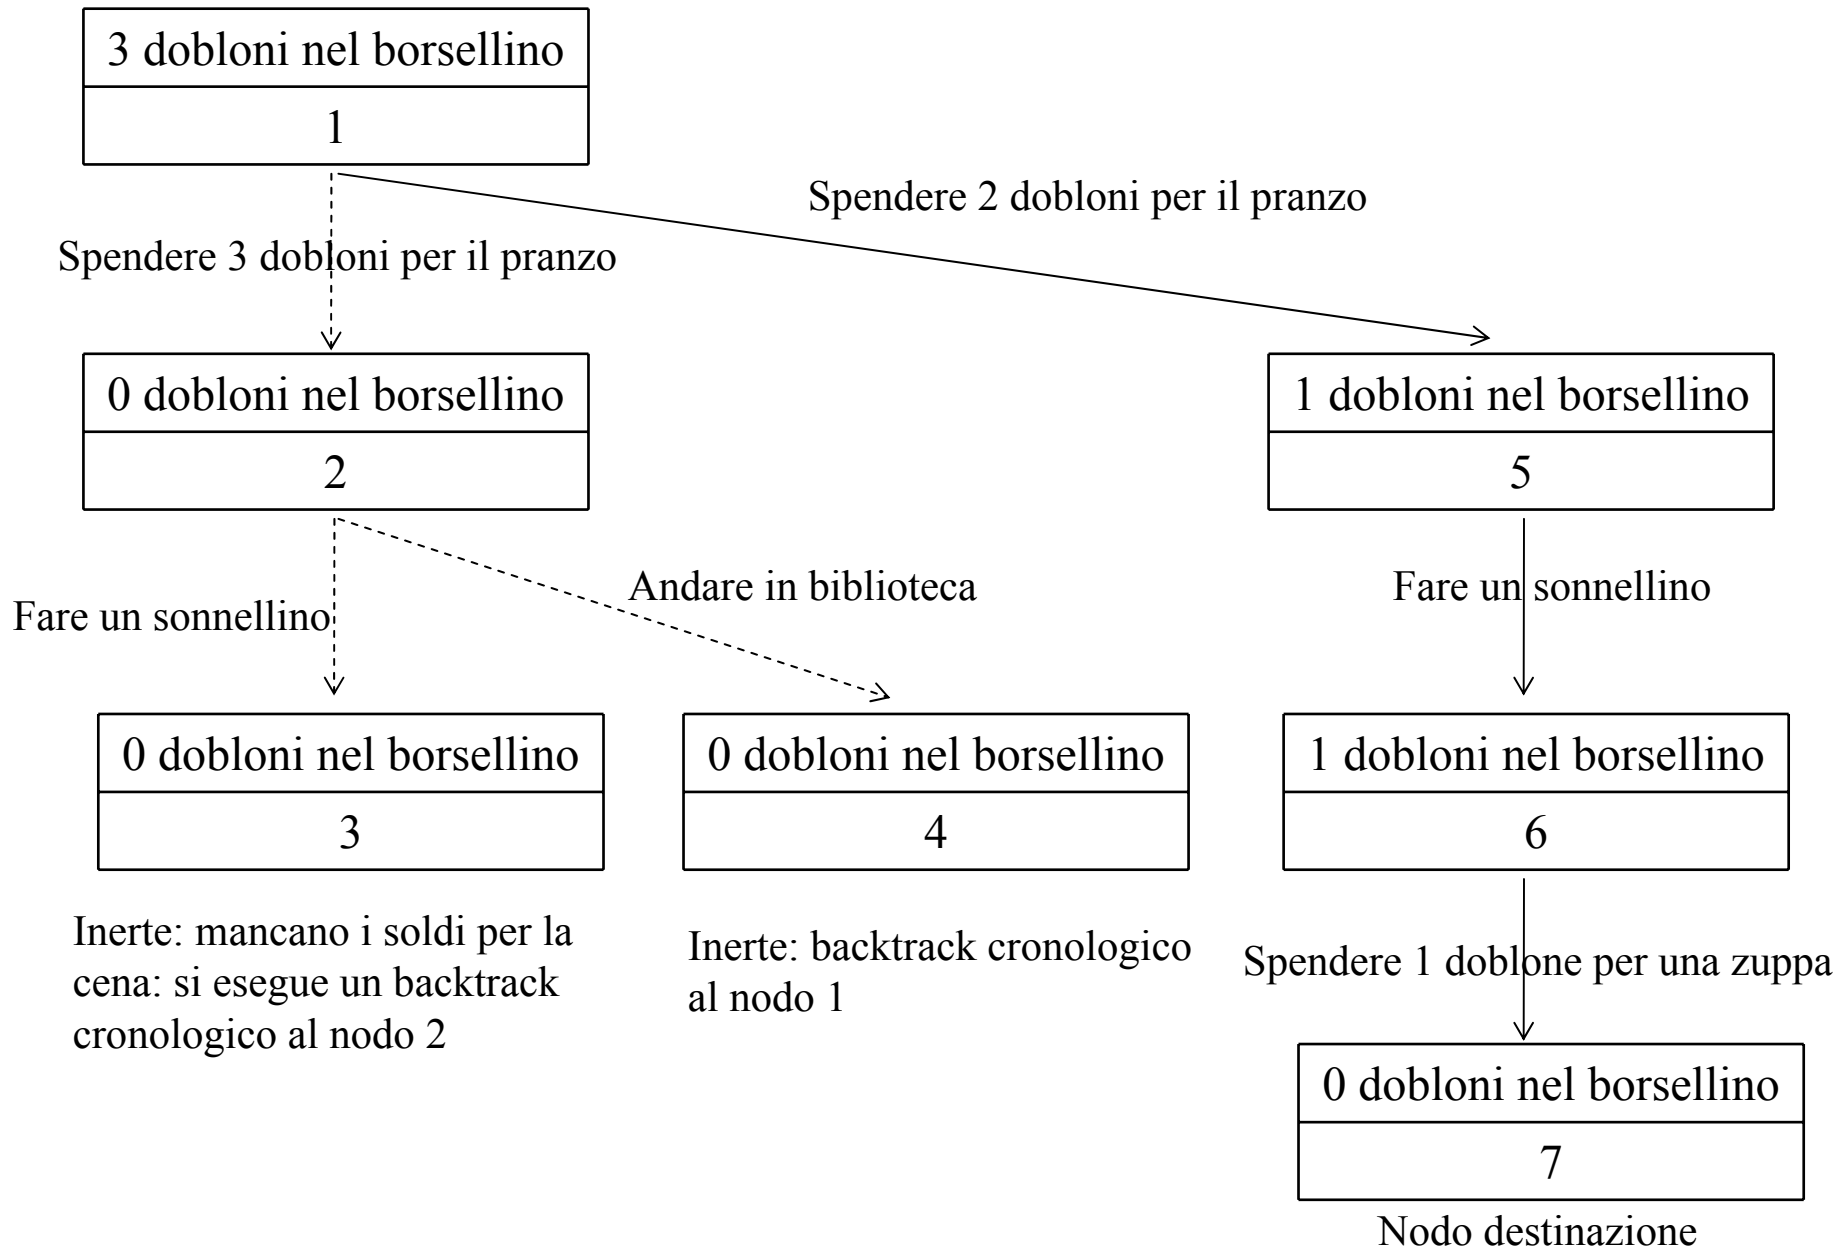 3 dobloni nel borsellino
1
Spendere 2 dobloni per il pranzo
Spendere 3 dobloni per il pranzo
0 dobloni nel borsellino
2
1 dobloni nel borsellino
5
Fare un sonnellino
Andare in biblioteca
Fare un sonnellino
0 dobloni nel borsellino
3
0 dobloni nel borsellino
4
1 dobloni nel borsellino
6
Inerte: mancano i soldi per la
cena: si esegue un backtrack
cronologico al nodo 2
Inerte: backtrack cronologico
al nodo 1
Spendere 1 doblone per una zuppa
0 dobloni nel borsellino
7
Nodo destinazione